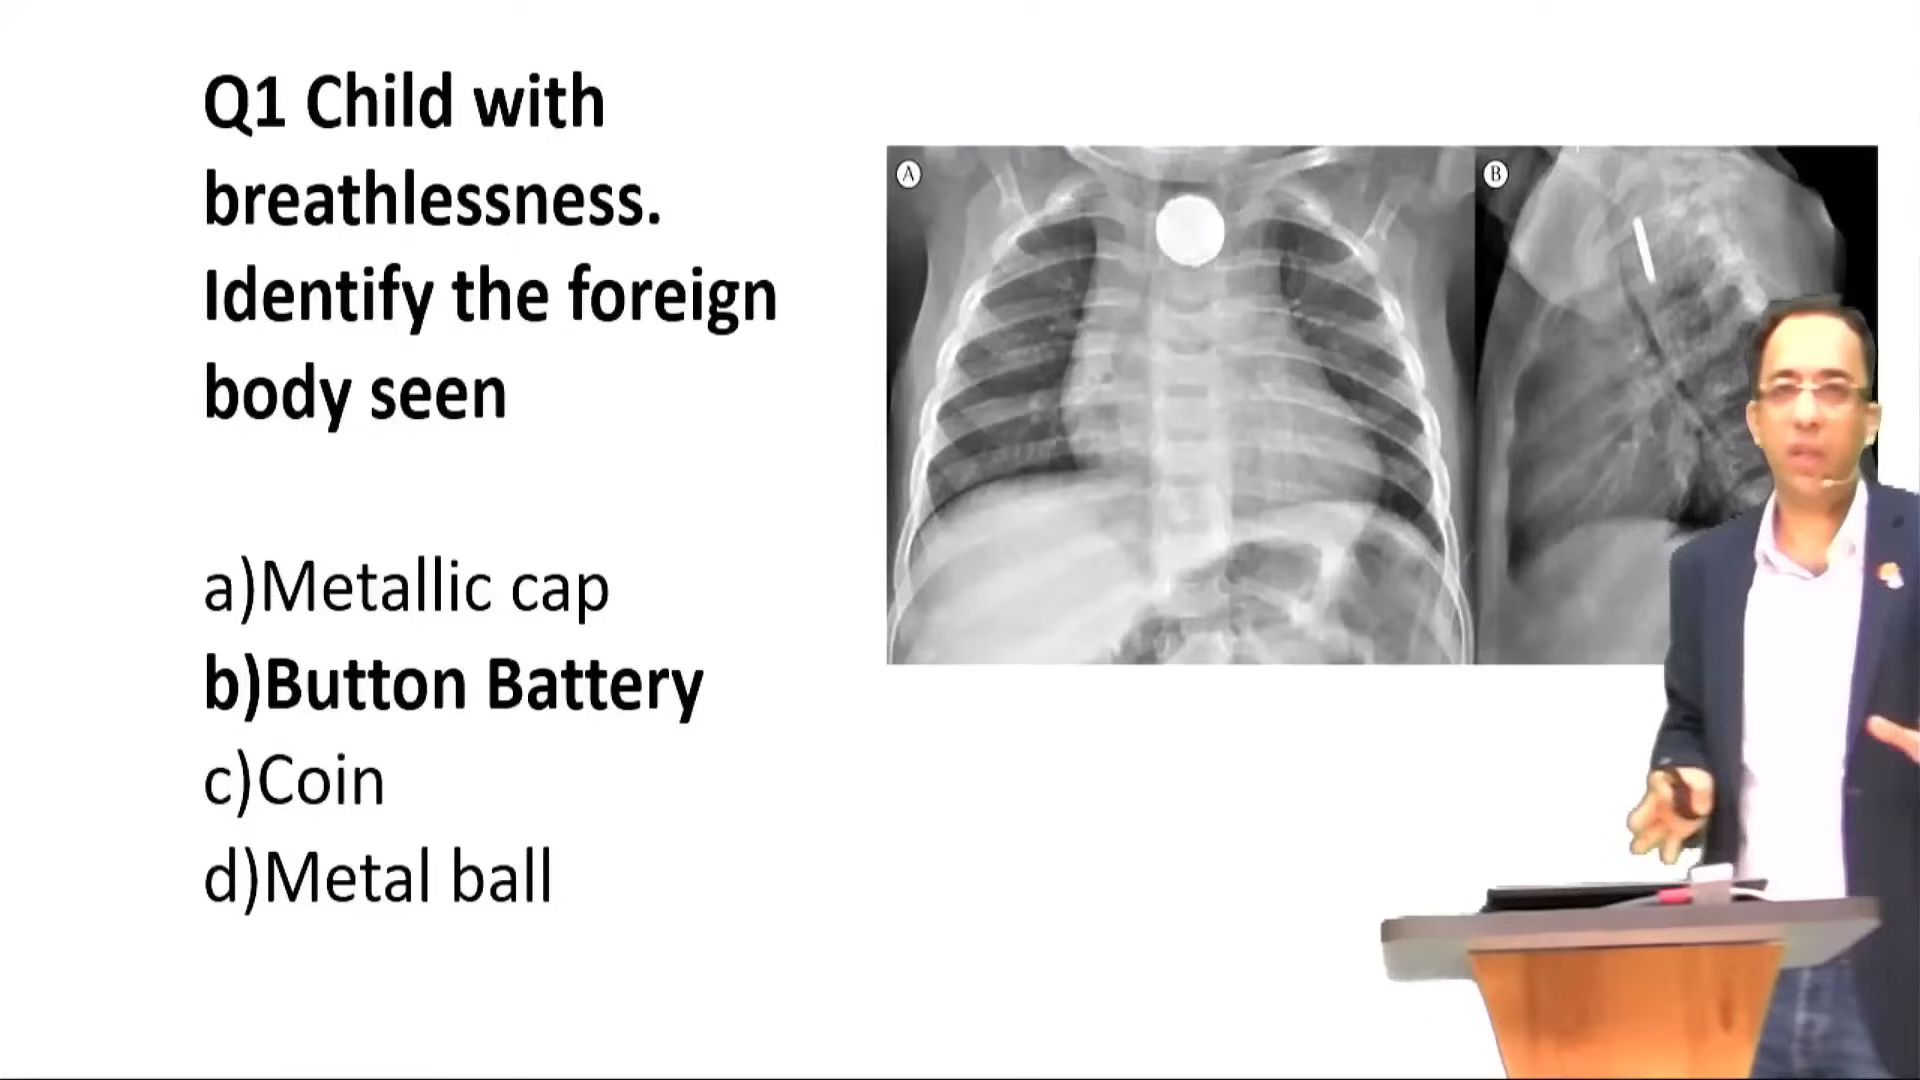 Q1 Child with
breathlessness.
Identify the foreign
body seen
a)Metallic cap
b)Button Battery
c)Coin
d)Metal ball
A
B